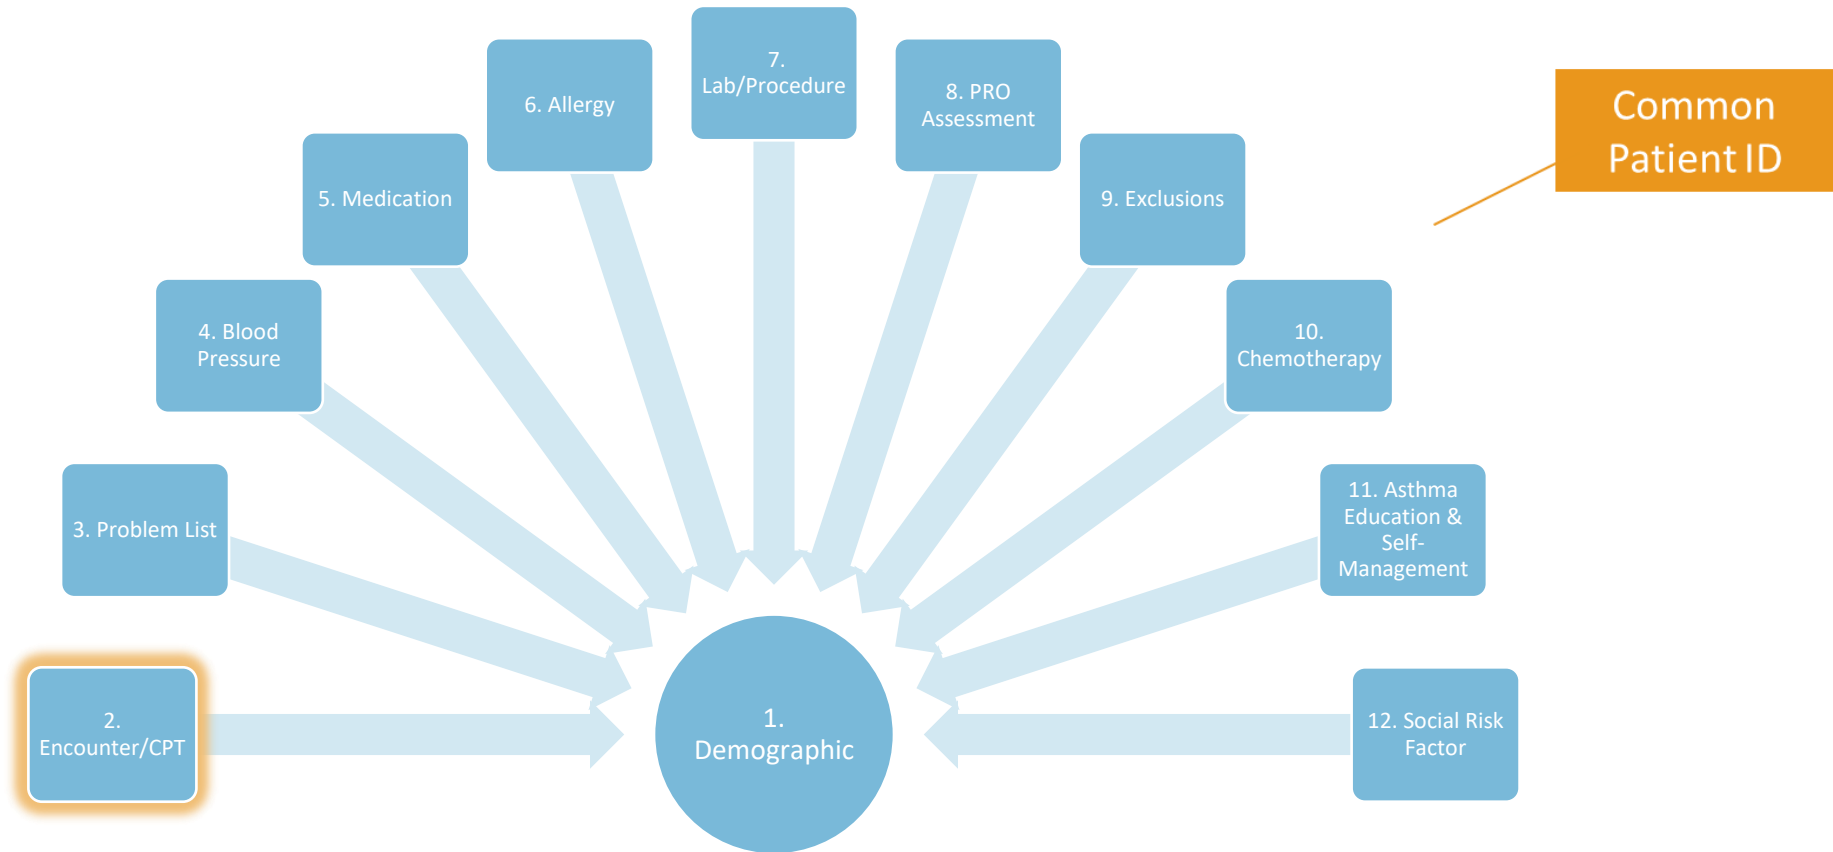 7.
Lab/Procedure
6. Allergy
8. PRO
Assessment
Common
Patient ID
5. Medication
9. Exclusions
4. Blood
Pressure
10.
Chemotherapy
3. Problem List
11. Asthma
Education &
Self-
Management
2.
Encounter/CPT
1.
Demographic
12. Social Risk
Factor